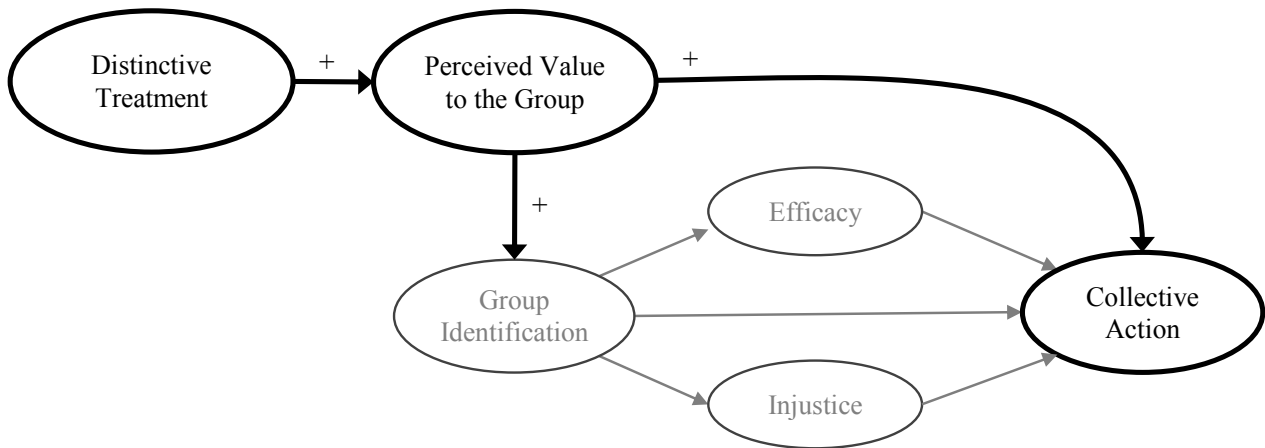 Distinctive
Treatment
+
Perceived Value
to the Group
+
+
Efficacy
Group
Identification
Collective
Action
Injustice